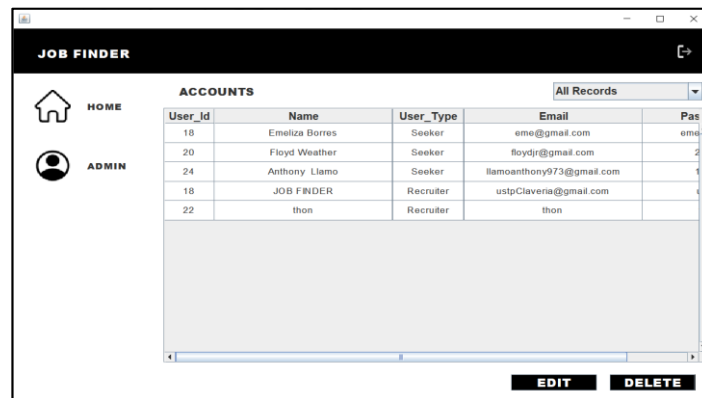 JOB FINDER
ACCOUNTS All Records
HOME
User_Id Name User_Type Email Pas
18 Emeliza Borres Seeker eme@gmail.com eme
20 Floyd Weather Seeker floydjr@gmail.com 2
ADMIN
24 Anthony Llamo Seeker llamoanthony973@gmail.com 1
18 JOB FINDER Recruiter ustpClaveria@gmail.com
22 thon Recruiter thon
EDIT DELETE